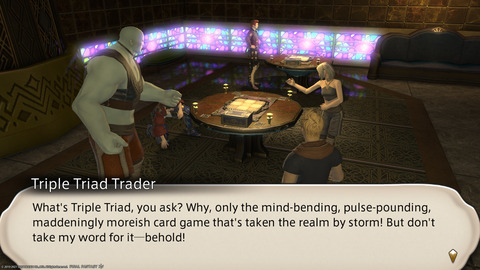 Triple Triad Trader
What's Triple Triad, you ask? Why, only the mind-bending, pulse-pounding,
maddeningly moreish card game that's taken the realm by storm! But don't
take my word for it─behold!